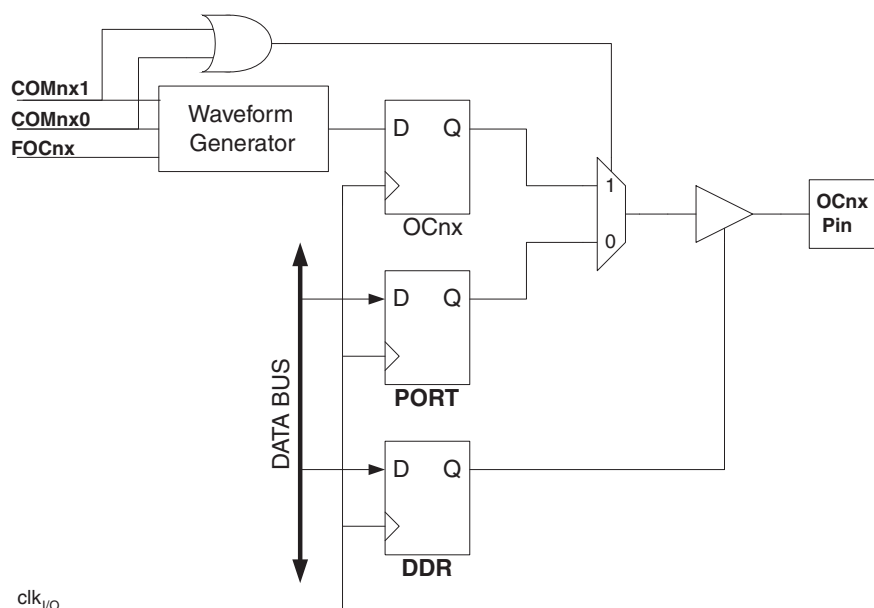 COMnx1
COMnx0
FOCnx
Waveform
Generator
D Q
OCnx
1
0
OCnx
Pin
D Q
PORT
DATA BUS
D Q
DDR
clkI/O